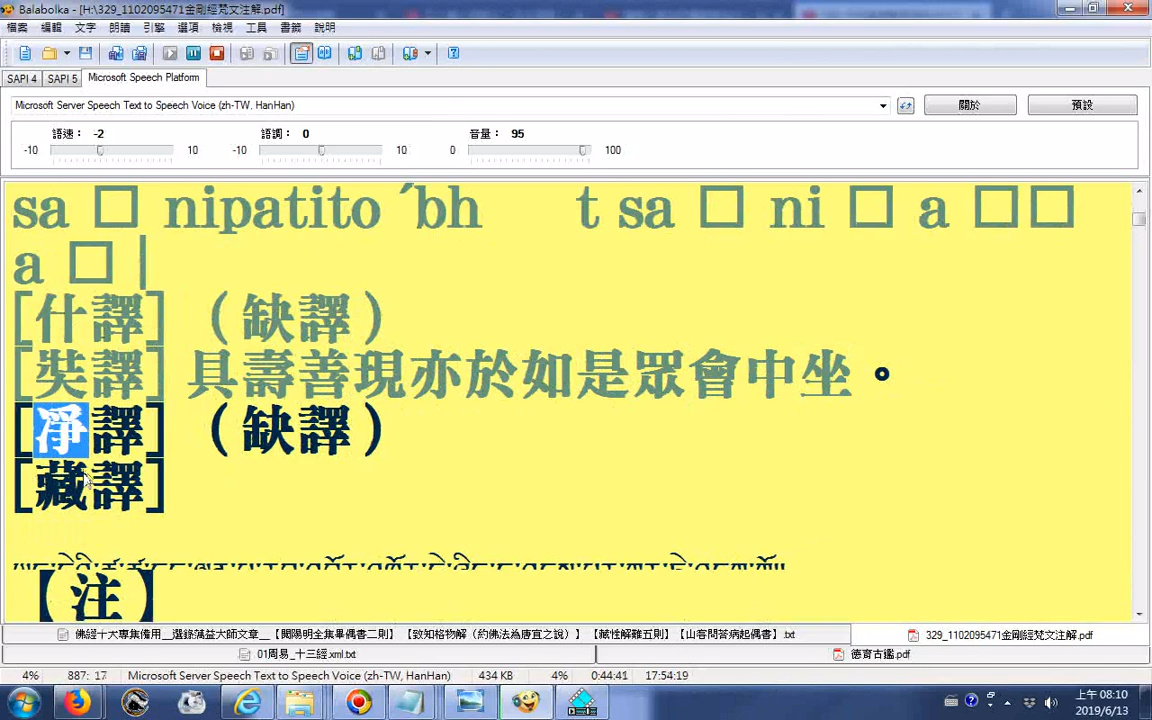 Balabolka - [H:\329_1102095471金剛經梵文注解.pdf]
檔案 編輯 文字 朗讀 引擎 選項 檢視 工具 書籤 說明
SAPI 4 SAPI 5 Microsoft Speech Platform
Microsoft Server Speech Text to Speech Voice (zh-TW, HanHan) 關於 預設
語速： -2 語調： 0 音量： 95
-10 10 -10 10 0 100
sa □ nipatito ´bh t sa □ ni □ a □□
a □ |
[什譯] （缺譯）
[奘譯] 具壽善現亦於如是眾會中坐。
[淨譯] （缺譯）
[藏譯]
【注】
佛經十大專集備用__選錄蕅益大師文章__【閱陽明全集畢偶書二則】 【致知格物解（約佛法為唐宜之說）】 【藏性解難五則】 【山客問答病起偶書】.txt 329_1102095471金剛經梵文注解.pdf
01周易_十三經.xml.txt 德育古鑑.pdf
4% 887: 17 Microsoft Server Speech Text to Speech Voice (zh-TW, HanHan) 434 KB 4% 0:44:41 17:54:19
上午 08:10
2019/6/13